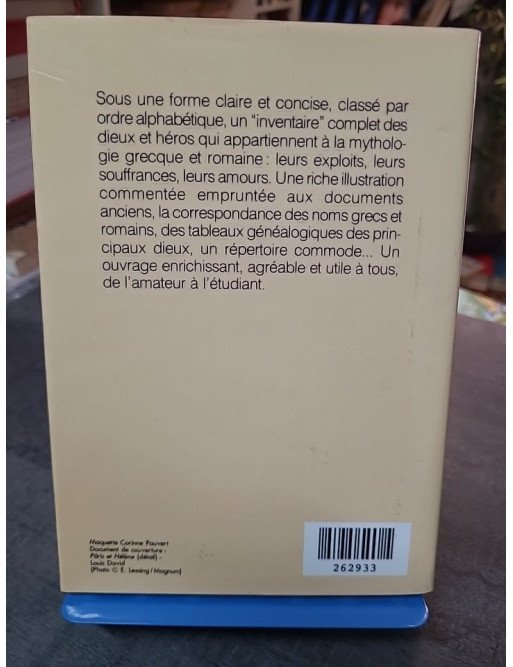 Sous une forme claire et concise, classé par
ordre alphabétique, un "inventaire" complet des
dieux et héros qui appartiennent à la mytholo-
gie grecque et romaine : leurs exploits, leurs
souffrances, leurs amours. Une riche illustration
commentée empruntée aux documents
anciens, la correspondance des noms grecs et
romains, des tableaux généalogiques des prin-
cipaux dieux, un répertoire commode... Un
ouvrage enrichissant, agréable et utile à tous,
de l'amateur à l'étudiant.
Maquette Corinne Pauvert
Document de couverture :
Pâris et Hélène (détail) -
Louis David
(Photo © E. Lessing/Magnum)
262933